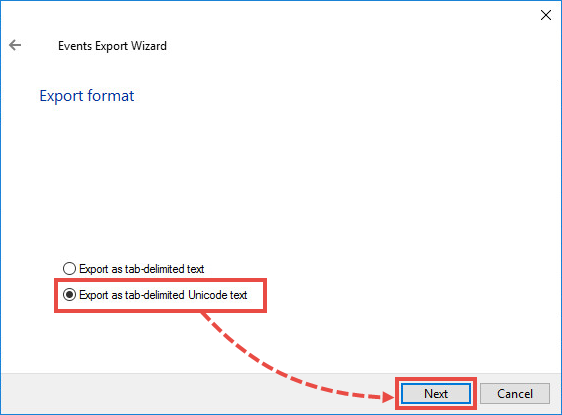 Events Export Wizard
Export format
Export as tab-delimited text
Export as tab-delimited Unicode text
Next Cancel